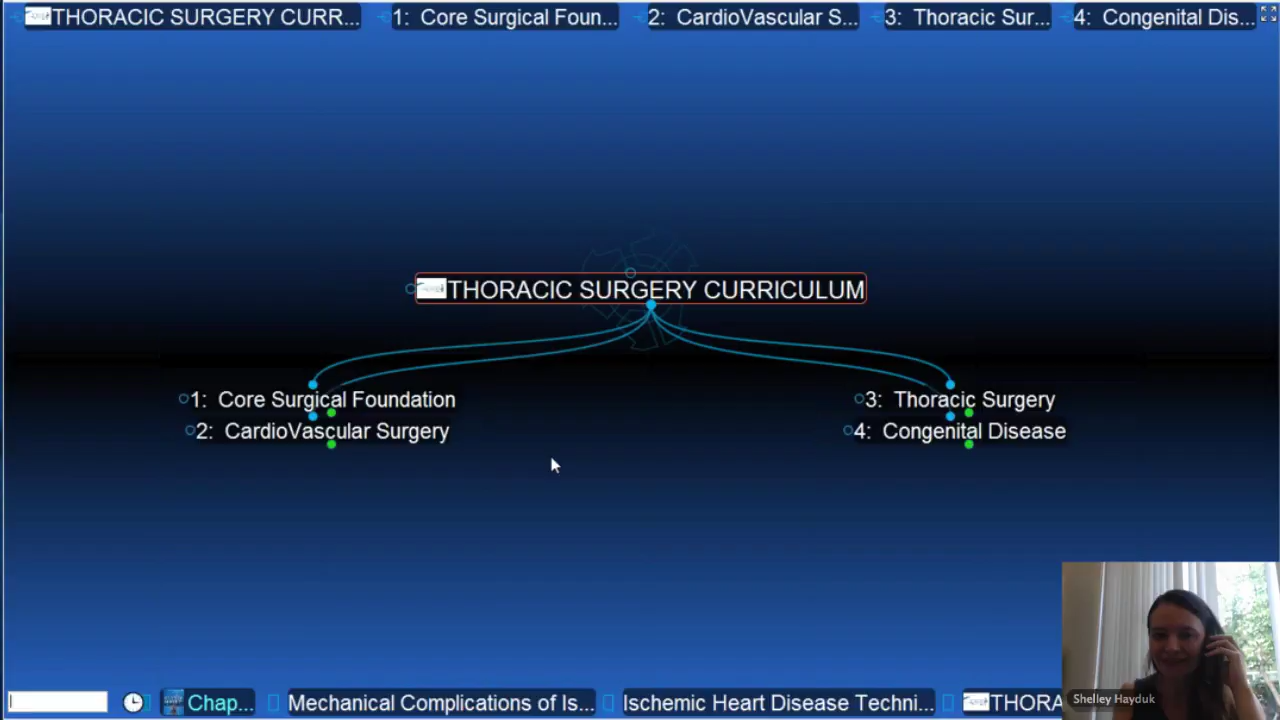 THORACIC SURGERY CURR...
1: Core Surgical Foun...
2: CardioVascular S...
3: Thoracic Sur...
4: Congenital Dis...
THORACIC SURGERY CURRICULUM
1: Core Surgical Foundation
3: Thoracic Surgery
2: CardioVascular Surgery
4: Congenital Disease
Chap...
Mechanical Complications of Is...
Ischemic Heart Disease Techni...
THORA
Shelley Hayduk